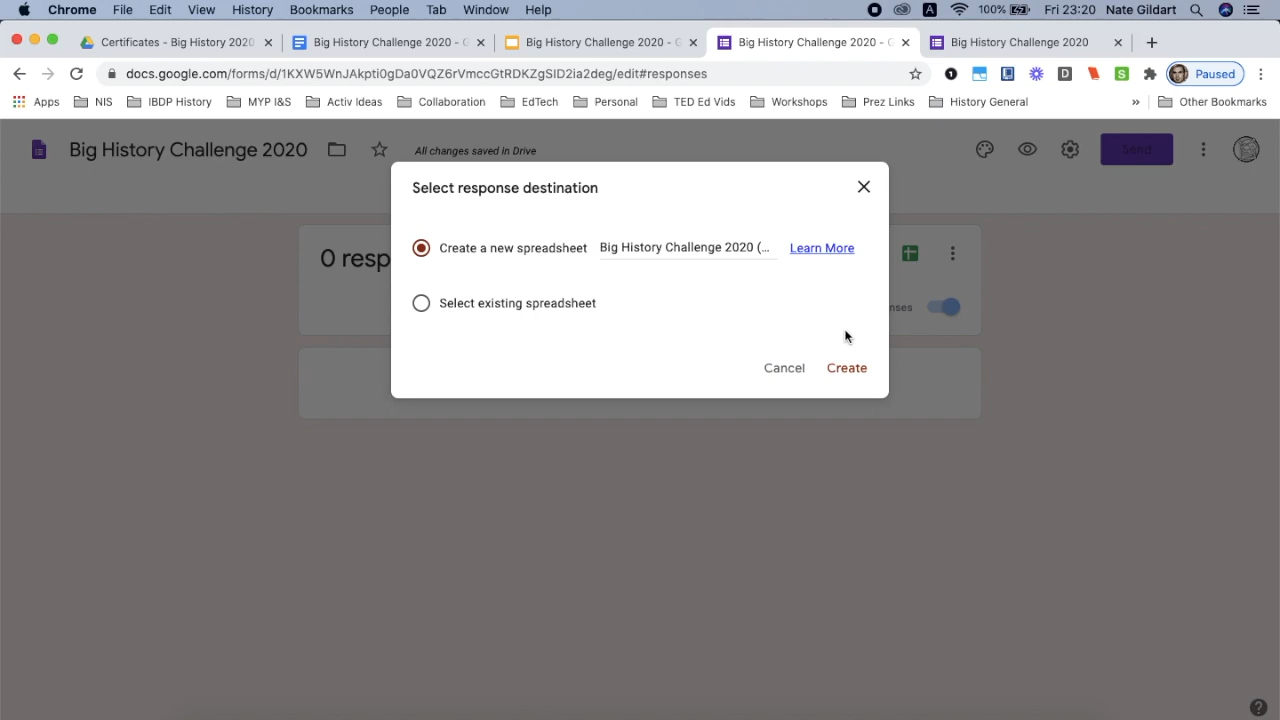 Chrome File Edit View History Bookmarks People Tab Window Help A 100% Fri 23:20 Nate Gildart
Certificates - Big History 2020 Big History Challenge 2020 - G Big History Challenge 2020 - G Big History Challenge 2020 - G Big History Challenge 2020
docs.google.com/forms/d/1KXW5WnJAkpti0gDa0VQZ6rVmccGtRDKZgSID2ia2deg/edit#responses 1 D S Paused
Apps NIS IBDP History MYP I&S Activ Ideas Collaboration EdTech Personal TED Ed Vids Workshops Prez Links History General » Other Bookmarks
Big History Challenge 2020 All changes saved in Drive Send
Select response destination
0 resp
Create a new spreadsheet Big History Challenge 2020 (... Learn More
Select existing spreadsheet
nses
Cancel Create